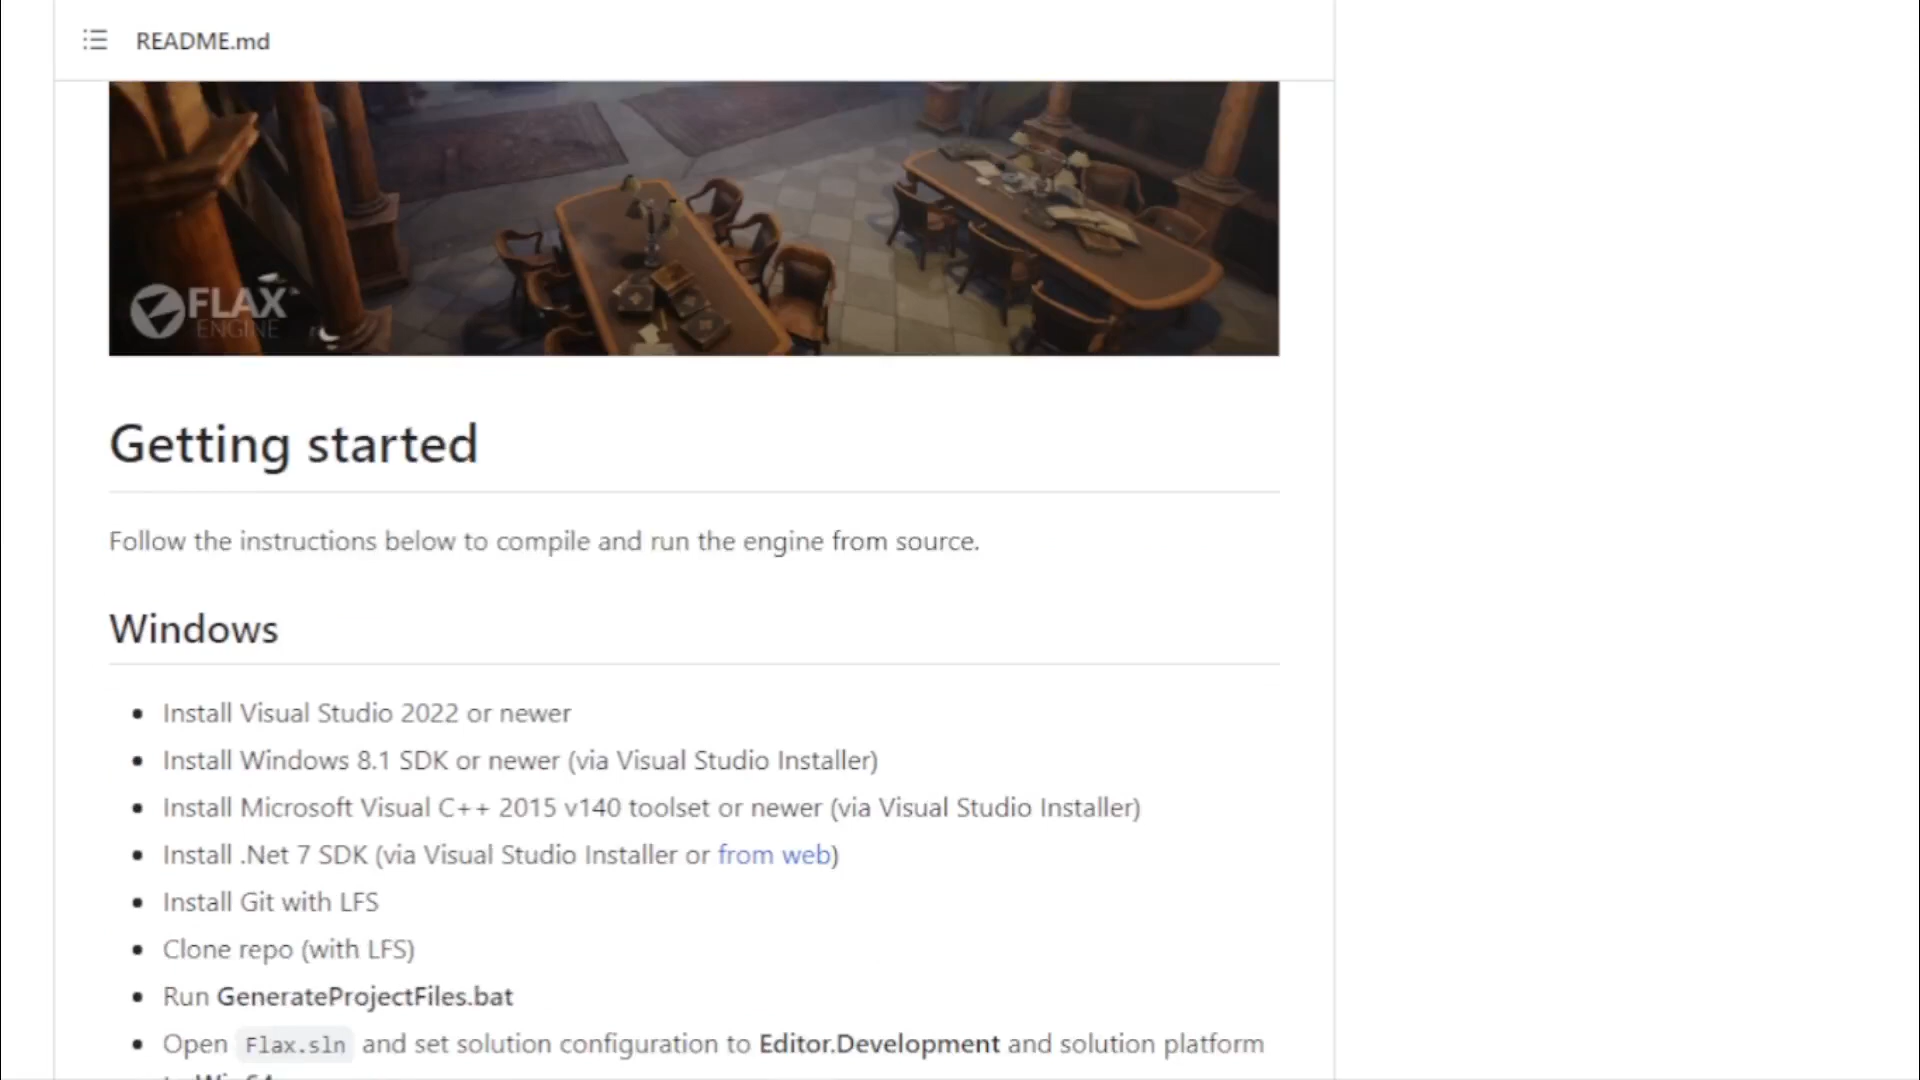 README.md
FLAX
ENGINE
Getting started
Follow the instructions below to compile and run the engine from source.
Windows
Install Visual Studio 2022 or newer
Install Windows 8.1 SDK or newer (via Visual Studio Installer)
Install Microsoft Visual C++ 2015 v140 toolset or newer (via Visual Studio Installer)
Install .Net 7 SDK (via Visual Studio Installer or from web)
Install Git with LFS
Clone repo (with LFS)
Run GenerateProjectFiles.bat
Open Flax.sln and set solution configuration to Editor.Development and solution platform